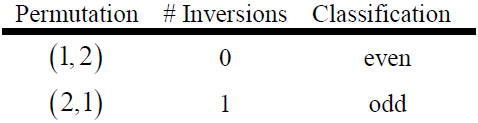 Permutation # Inversions Classification
(1,2) 0 even
(2,1) 1 odd